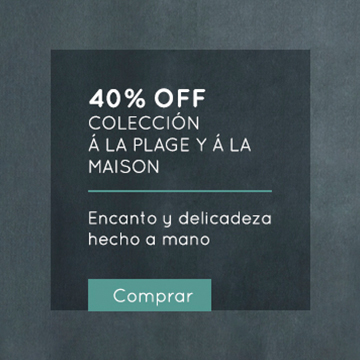 40% OFF
COLECCIÓN
Á LA PLAGE Y Á LA
MAISON
Encanto y delicadeza
hecho a mano
Comprar